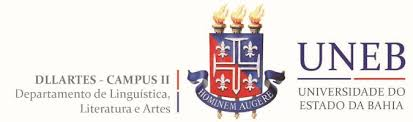 DLLARTES - CAMPUS II
Departamento de Linguística,
Literatura e Artes
HOMINEM AUGERE
UNEB
UNIVERSIDADE DO
ESTADO DA BAHIA